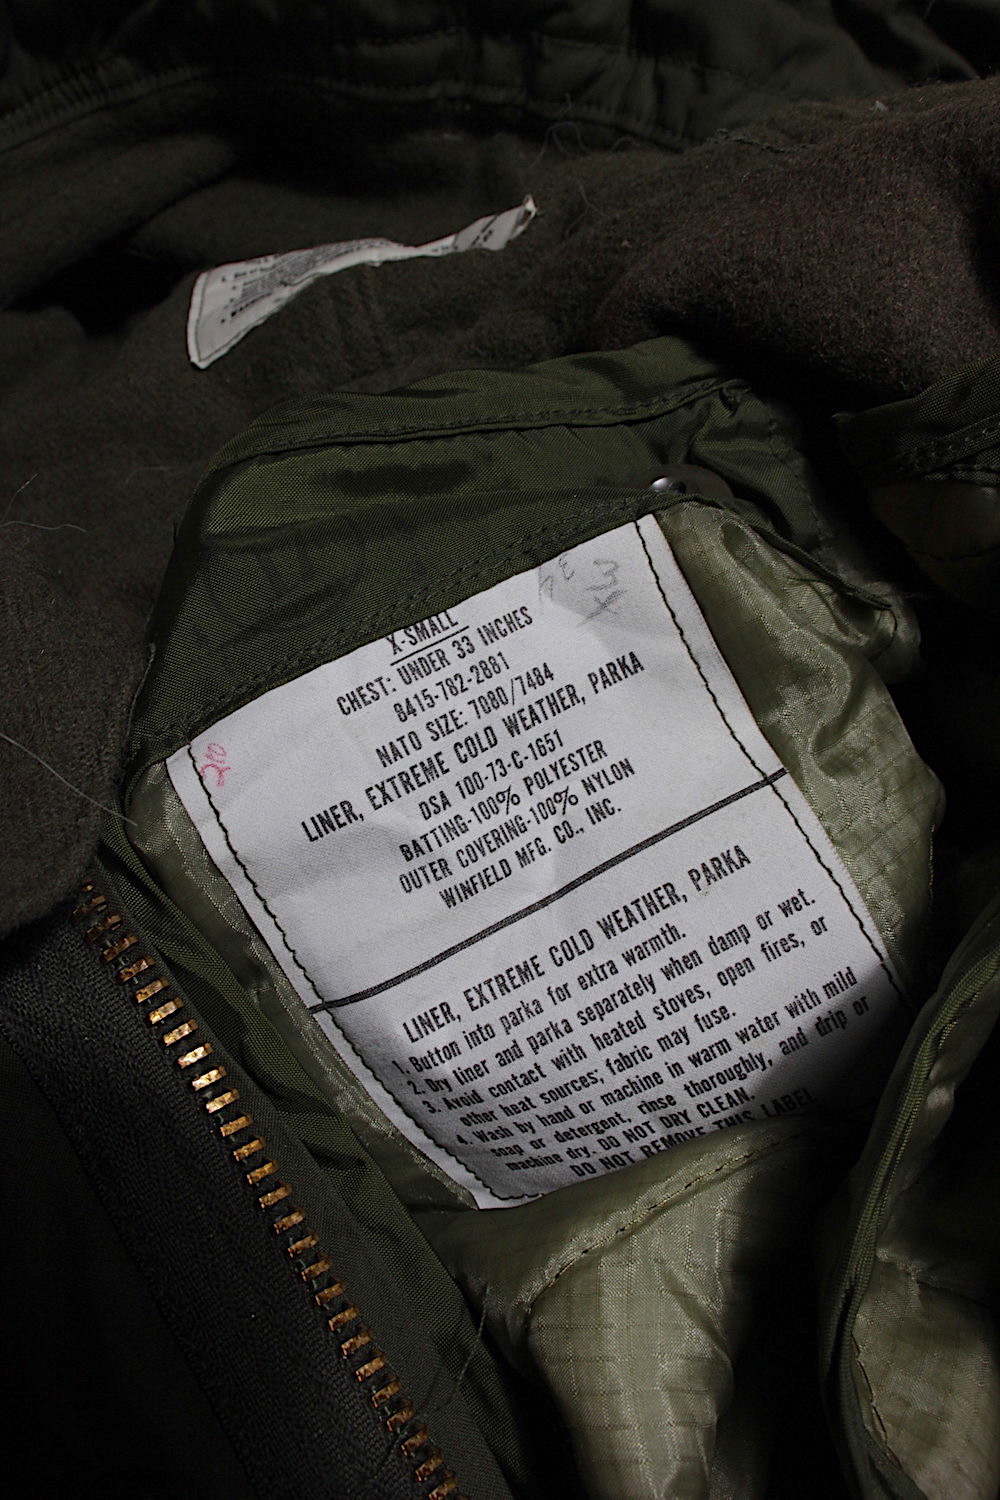 X-SMALL
CHEST: UNDER 33 INCHES
8415-782-2881
NATO SIZE: 7080/7484
LINER, EXTREME COLD WEATHER, PARKA
DSA 100-73-C-1651
BATTING-100% POLYESTER
OUTER COVERING-100% NYLON
WINFIELD MFG. CO., INC.
LINER, EXTREME COLD WEATHER, PARKA
1. Button into parka for extra warmth.
2. Dry liner and parka separately when damp or wet.
3. Avoid contact with heated stoves, open fires, or
other heat sources; fabric may fuse.
4. Wash by hand or machine in warm water with mild
soap or detergent, rinse thoroughly, and drip or
machine dry. DO NOT DRY CLEAN.
DO NOT REMOVE THIS LABEL